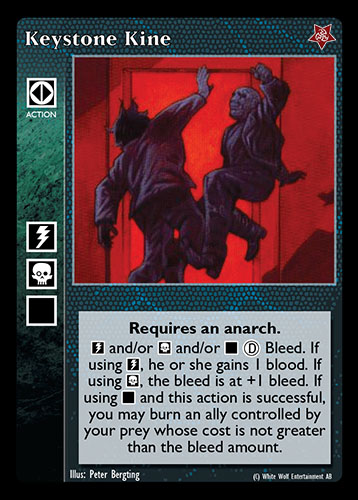 Keystone Kine
ACTION
Requires an anarch.
and/or and/or D Bleed. If
using , he or she gains 1 blood. If
using , the bleed is at +1 bleed. If
using and this action is successful,
you may burn an ally controlled by
your prey whose cost is not greater
than the bleed amount.
Illus: Peter Bergting
(C) White Wolf Entertainment AB